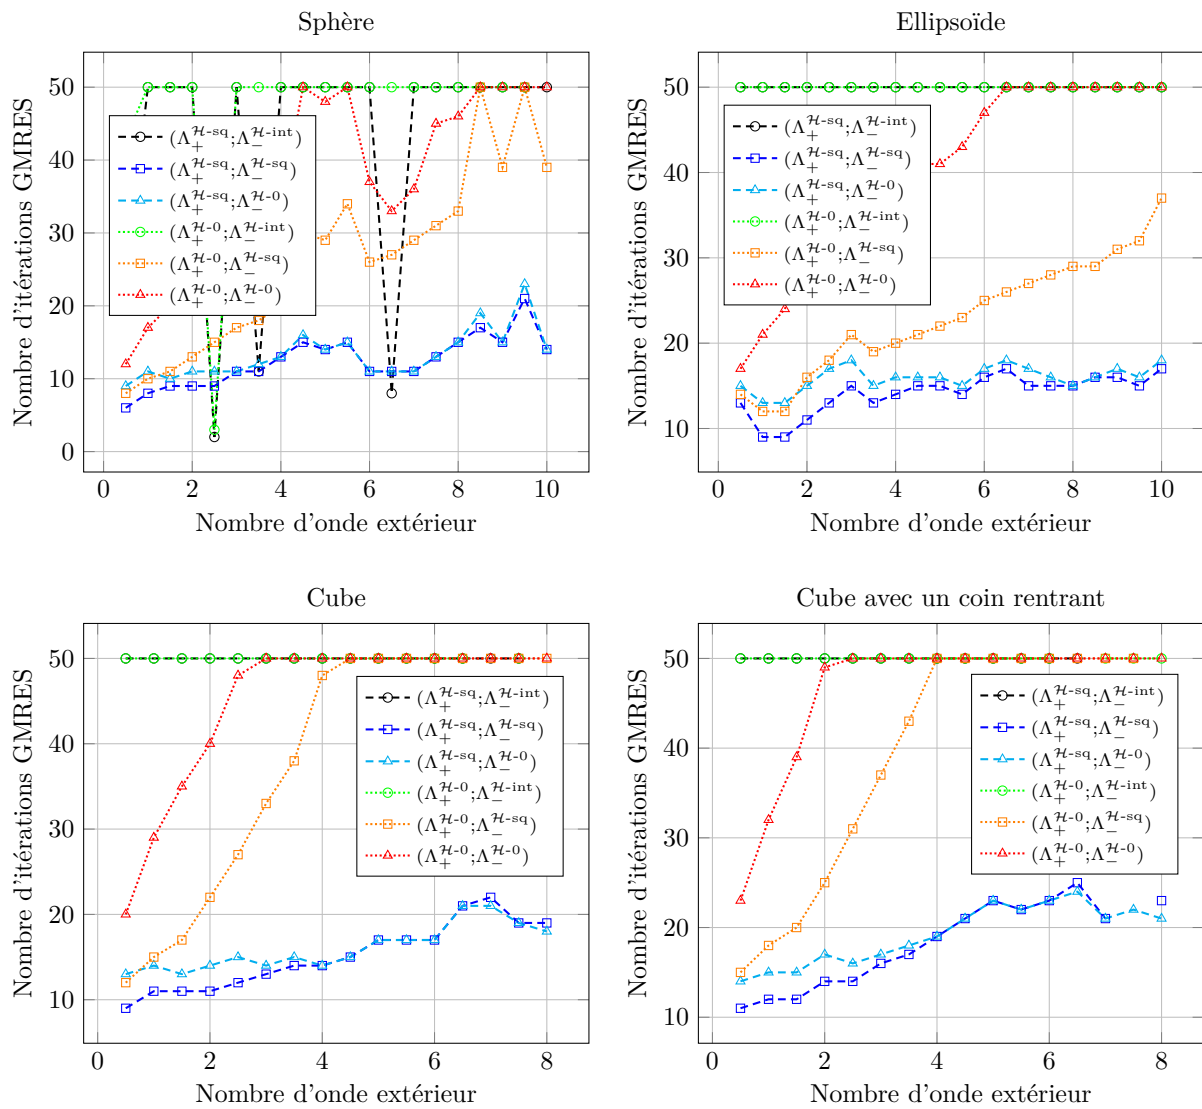 Sphère
Nombre d'itérations GMRES
50
40
30
20
10
0
(Λ₊^ℋ-sq;Λ₋^ℋ-int)
(Λ₊^ℋ-sq;Λ₋^ℋ-sq)
(Λ₊^ℋ-sq;Λ₋^ℋ-0)
(Λ₊^ℋ-0;Λ₋^ℋ-int)
(Λ₊^ℋ-0;Λ₋^ℋ-sq)
(Λ₊^ℋ-0;Λ₋^ℋ-0)
0 2 4 6 8 10
Nombre d'onde extérieur
Ellipsoïde
Nombre d'itérations GMRES
50
40
30
20
10
(Λ₊^ℋ-sq;Λ₋^ℋ-int)
(Λ₊^ℋ-sq;Λ₋^ℋ-sq)
(Λ₊^ℋ-sq;Λ₋^ℋ-0)
(Λ₊^ℋ-0;Λ₋^ℋ-int)
(Λ₊^ℋ-0;Λ₋^ℋ-sq)
(Λ₊^ℋ-0;Λ₋^ℋ-0)
0 2 4 6 8 10
Nombre d'onde extérieur
Cube
Nombre d'itérations GMRES
50
40
30
20
10
(Λ₊^ℋ-sq;Λ₋^ℋ-int)
(Λ₊^ℋ-sq;Λ₋^ℋ-sq)
(Λ₊^ℋ-sq;Λ₋^ℋ-0)
(Λ₊^ℋ-0;Λ₋^ℋ-int)
(Λ₊^ℋ-0;Λ₋^ℋ-sq)
(Λ₊^ℋ-0;Λ₋^ℋ-0)
0 2 4 6 8
Nombre d'onde extérieur
Cube avec un coin rentrant
Nombre d'itérations GMRES
50
40
30
20
10
(Λ₊^ℋ-sq;Λ₋^ℋ-int)
(Λ₊^ℋ-sq;Λ₋^ℋ-sq)
(Λ₊^ℋ-sq;Λ₋^ℋ-0)
(Λ₊^ℋ-0;Λ₋^ℋ-int)
(Λ₊^ℋ-0;Λ₋^ℋ-sq)
(Λ₊^ℋ-0;Λ₋^ℋ-0)
0 2 4 6 8
Nombre d'onde extérieur